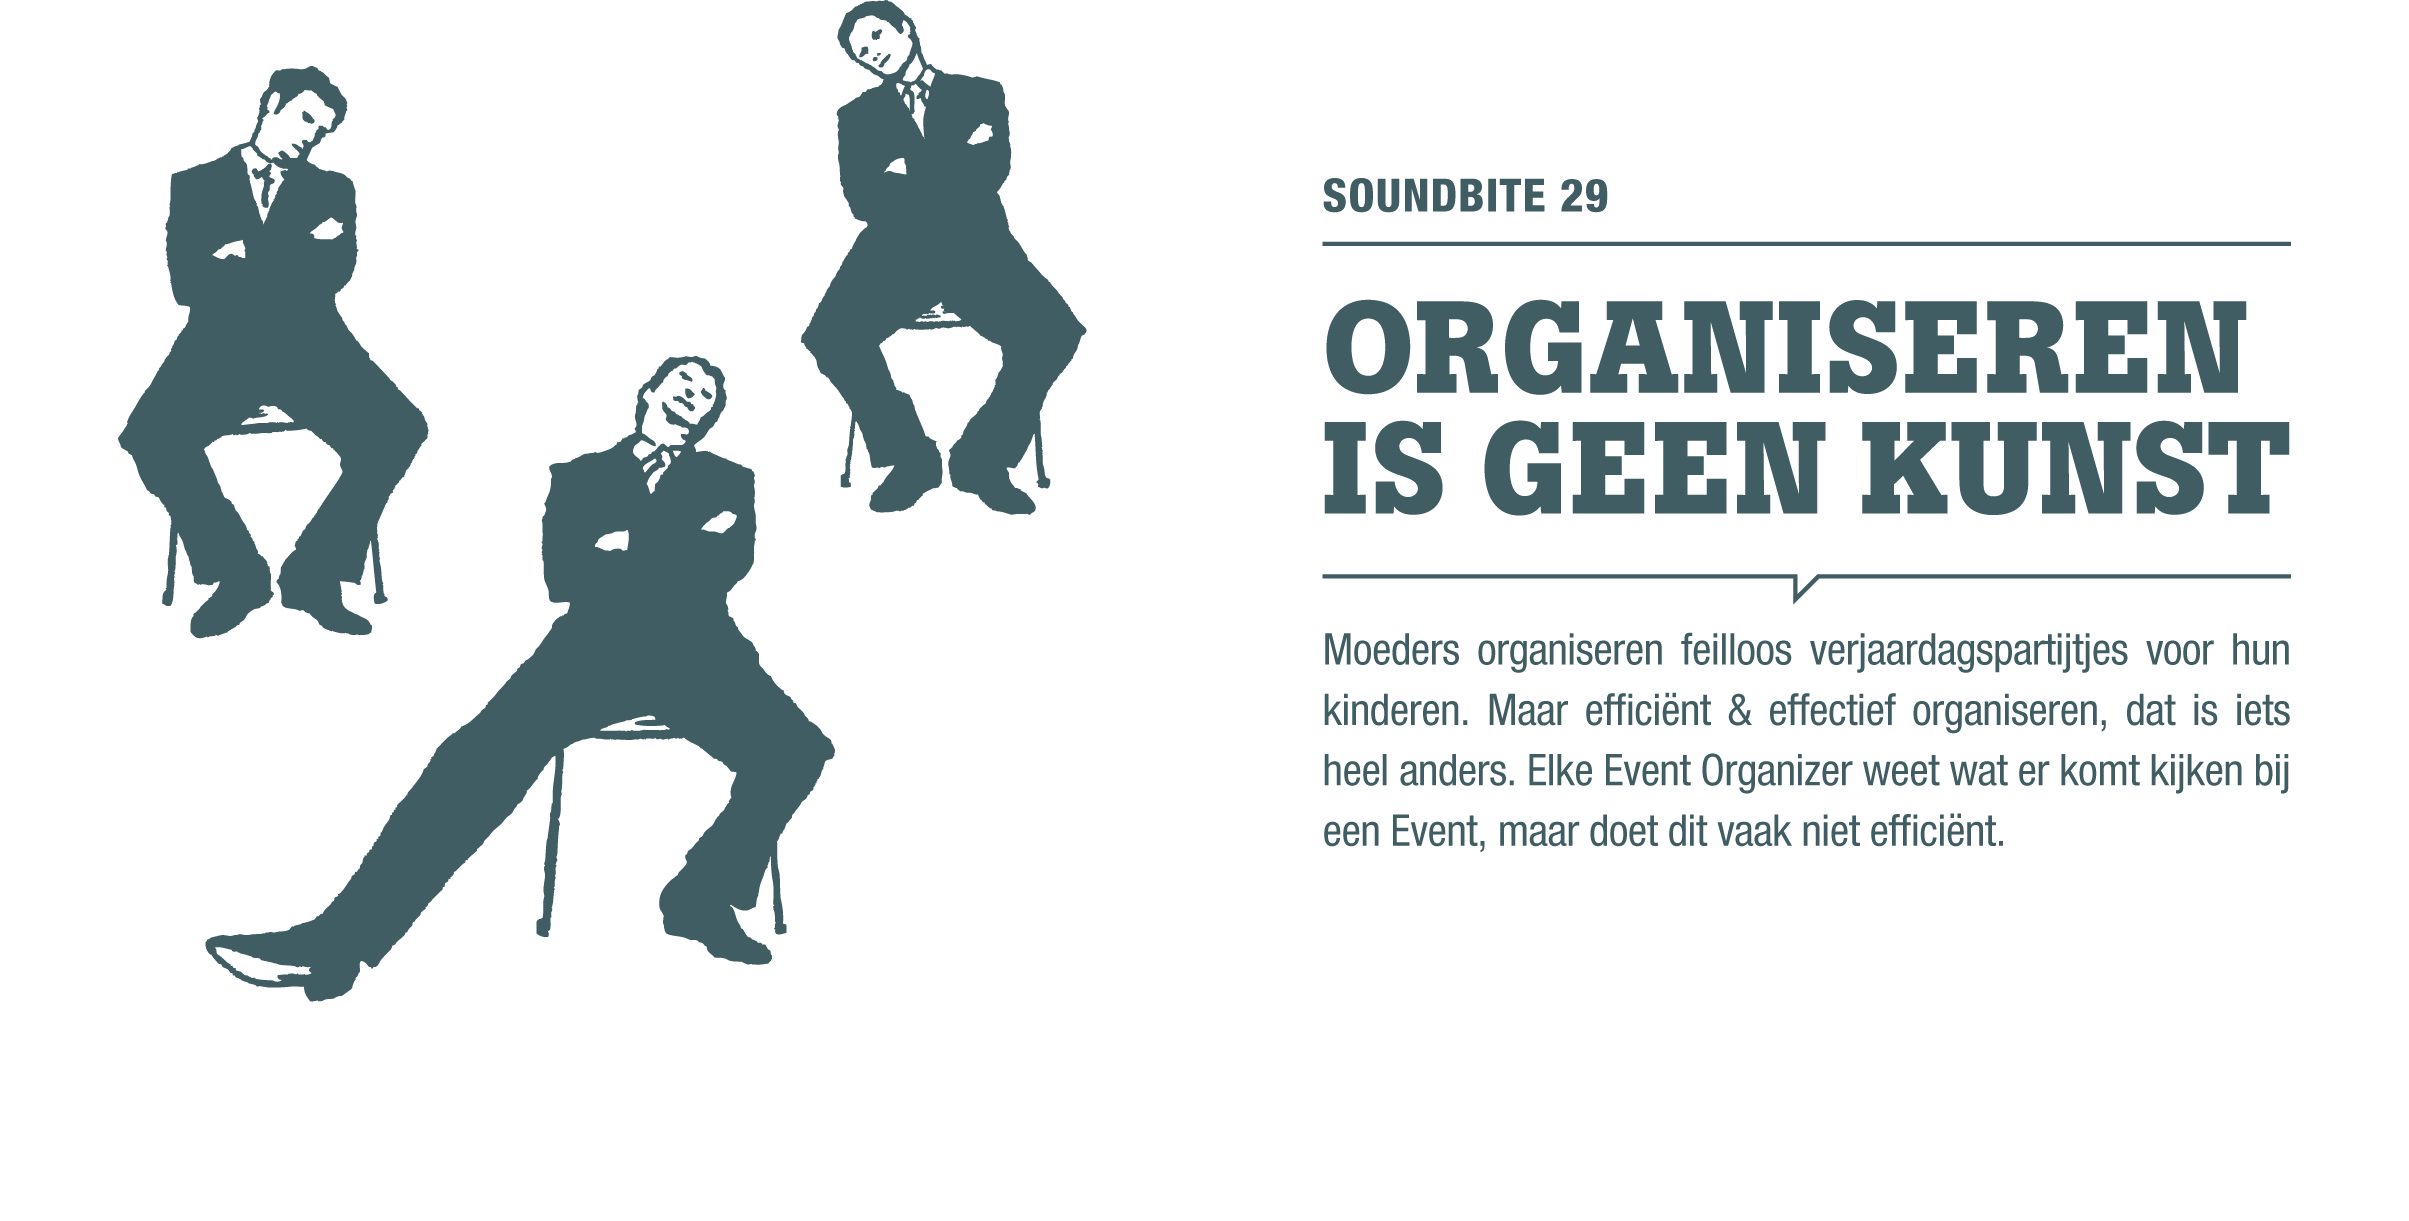 SOUNDBITE 29
ORGANISEREN
IS GEEN KUNST
Moeders organiseren feilloos verjaardagspartijtjes voor hun
kinderen. Maar efficiënt & effectief organiseren, dat is iets
heel anders. Elke Event Organizer weet wat er komt kijken bij
een Event, maar doet dit vaak niet efficiënt.